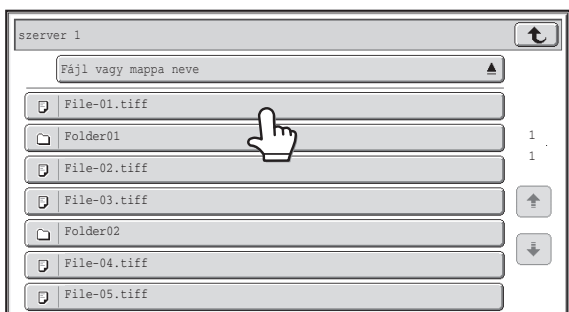 szerver 1
Fájl vagy mappa neve
File-01.tiff
Folder01
1
File-02.tiff
1
File-03.tiff
Folder02
File-04.tiff
File-05.tiff